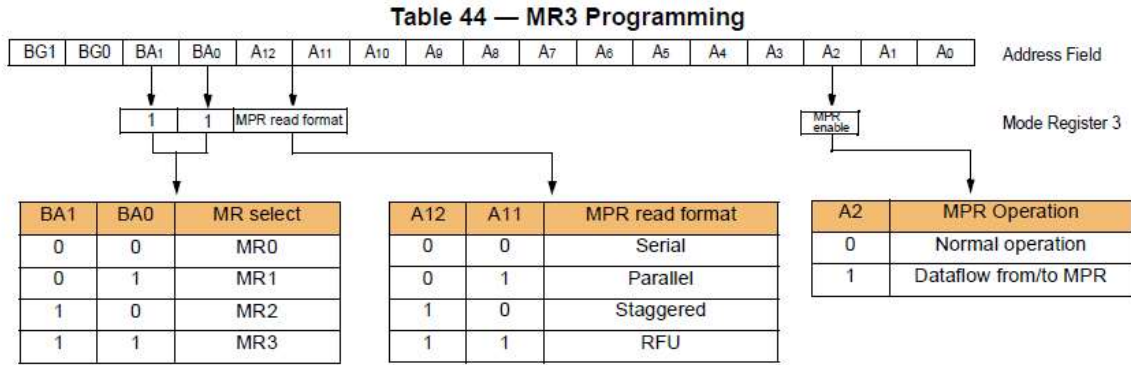 Table 44 — MR3 Programming
BG1 BG0 BA1 BA0 A12 A11 A10 A9 A8 A7 A6 A5 A4 A3 A2 A1 A0 Address Field
1 1 MPR read format MPR enable Mode Register 3
BA1 BA0 MR select
0 0 MR0
0 1 MR1
1 0 MR2
1 1 MR3
A12 A11 MPR read format
0 0 Serial
0 1 Parallel
1 0 Staggered
1 1 RFU
A2 MPR Operation
0 Normal operation
1 Dataflow from/to MPR